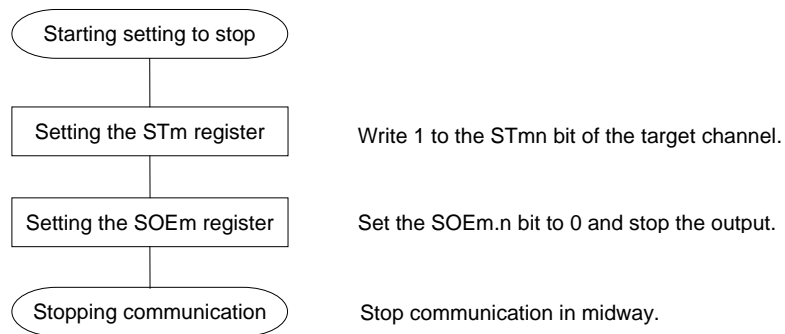 Starting setting to stop
Setting the STm register
Write 1 to the STmn bit of the target channel.
Setting the SOEm register
Set the SOEm.n bit to 0 and stop the output.
Stopping communication
Stop communication in midway.